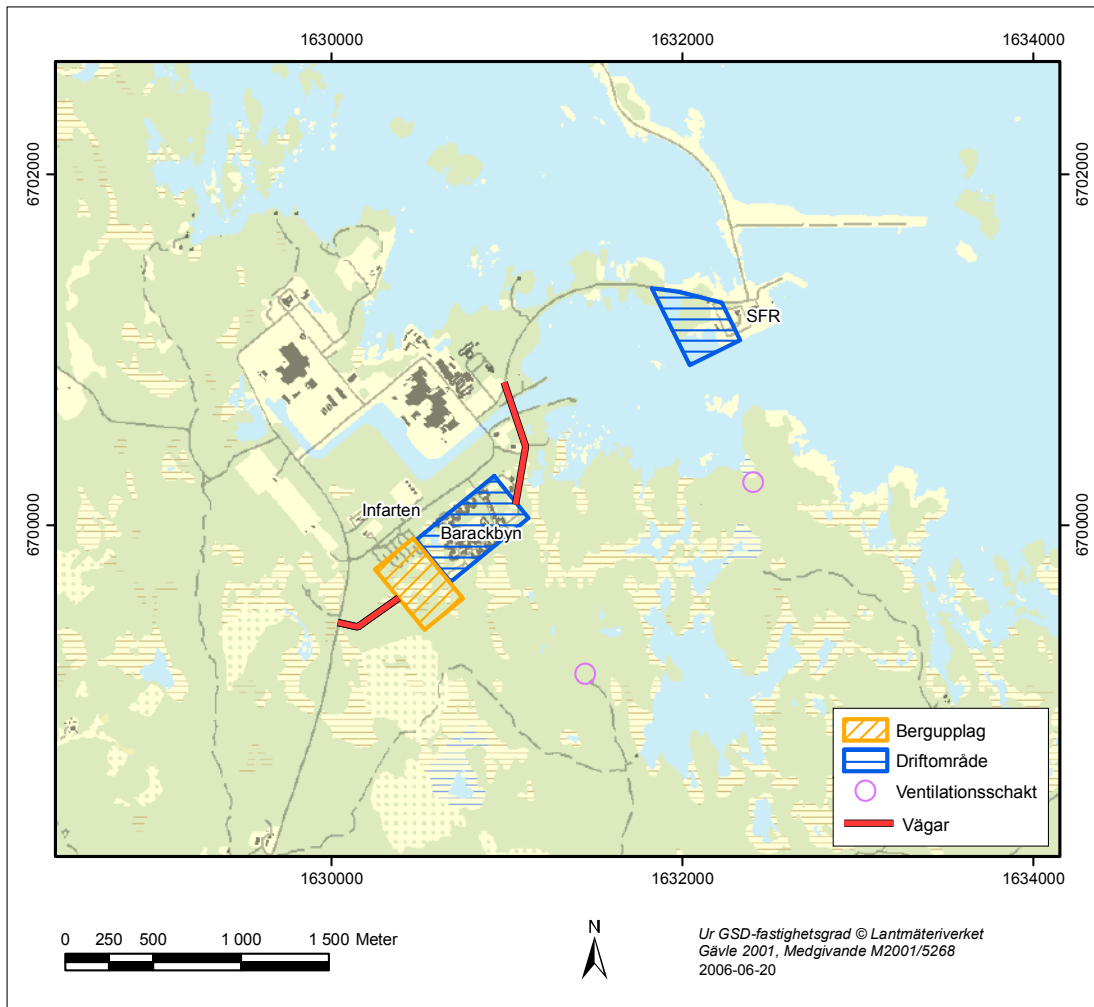 1630000 1632000 1634000
6702000 6702000
SFR
Infarten
6700000 6700000
Barackbyn
Bergupplag
Driftområde
Ventilationsschakt
Vägar
1630000 1632000 1634000
0 250 500 1 000 1 500 Meter
N
Ur GSD-fastighetsgrad © Lantmäteriverket
Gävle 2001, Medgivande M2001/5268
2006-06-20